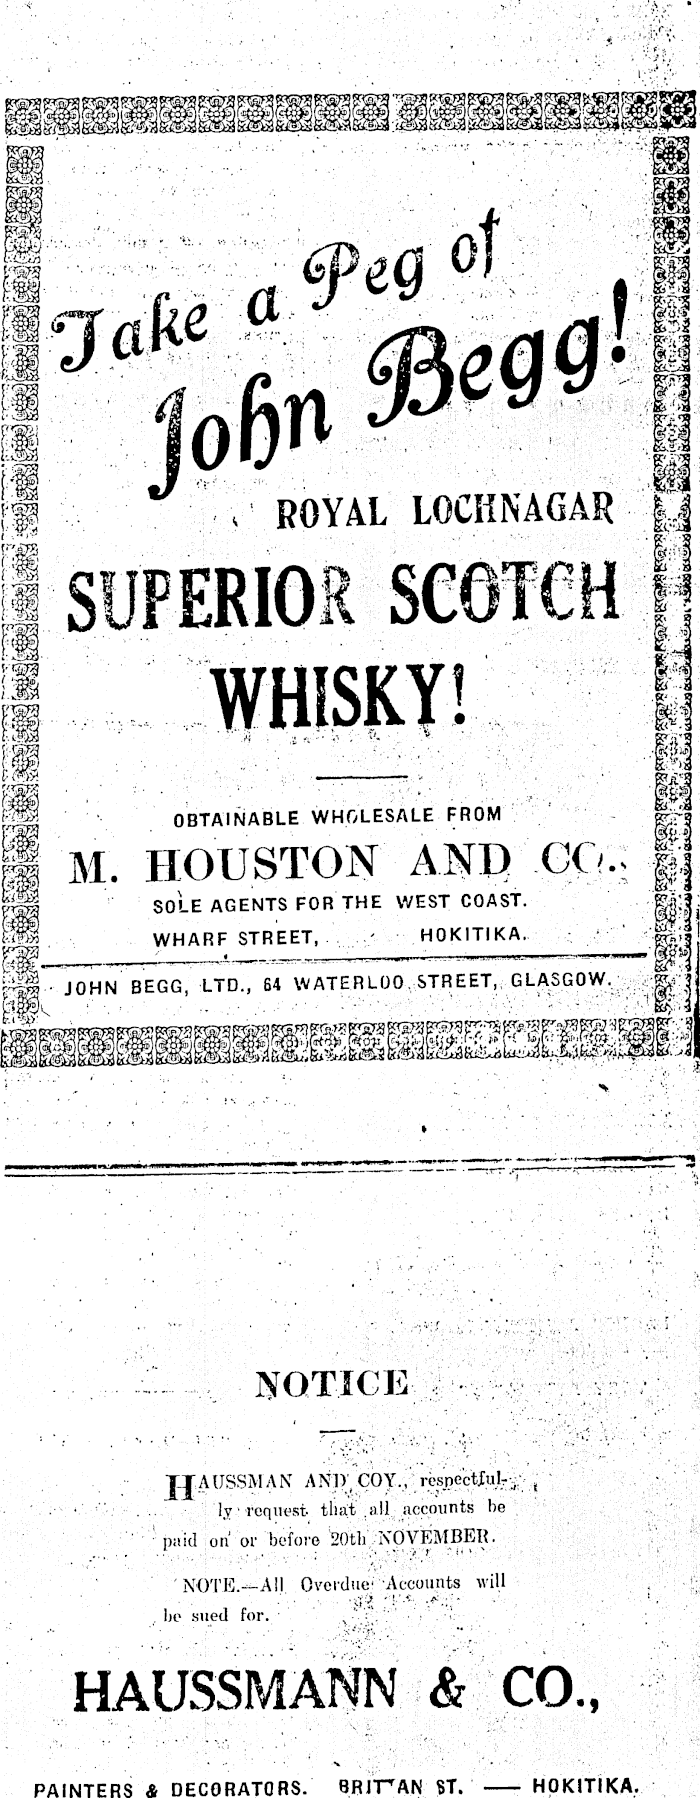 Take a Peg of
John Begg!
ROYAL LOCHNAGAR
SUPERIOR SCOTCH
WHISKY!
OBTAINABLE WHOLESALE FROM
M. HOUSTON AND CO.,
SOLE AGENTS FOR THE WEST COAST.
WHARF STREET, HOKITIKA.
JOHN BEGG, LTD., 64 WATERLOO STREET, GLASGOW.
NOTICE
HAUSSMAN AND COY., respectful-
ly request that all accounts be
paid on or before 20th NOVEMBER.
NOTE.—All Overdue Accounts will
be sued for.
HAUSSMANN & CO.,
PAINTERS & DECORATORS. BRITTAN ST. — HOKITIKA.